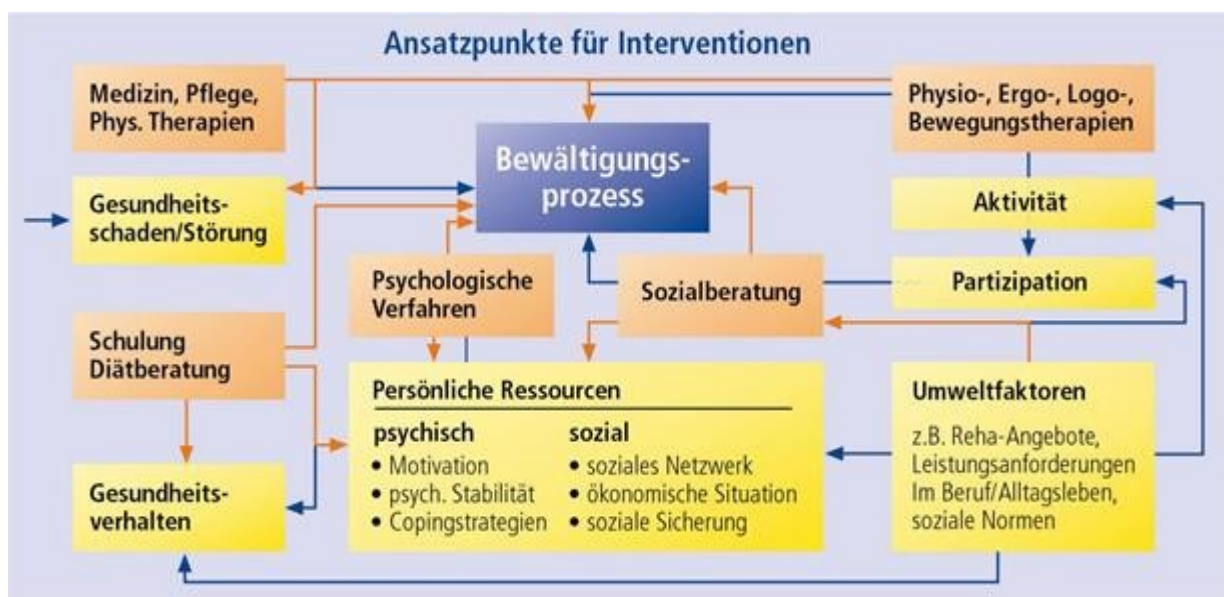 Ansatzpunkte für Interventionen
Medizin, Pflege,
Phys. Therapien
Physio-, Ergo-, Logo-,
Bewegungstherapien
Bewältigungs-
prozess
Gesundheits-
schaden/Störung
Aktivität
Psychologische
Verfahren
Sozialberatung
Partizipation
Schulung
Diätberatung
Persönliche Ressourcen
psychisch
• Motivation
• psych. Stabilität
• Copingstrategien
sozial
• soziales Netzwerk
• ökonomische Situation
• soziale Sicherung
Umweltfaktoren
z.B. Reha-Angebote,
Leistungsanforderungen
Im Beruf/Alltagsleben,
soziale Normen
Gesundheits-
verhalten